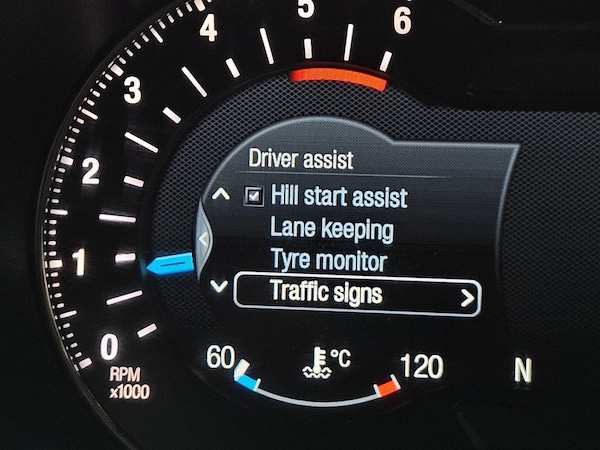 6
5
4
3
2
1
0
RPM
x1000
Driver assist
Hill start assist
Lane keeping
Tyre monitor
Traffic signs
60
°C
120
N